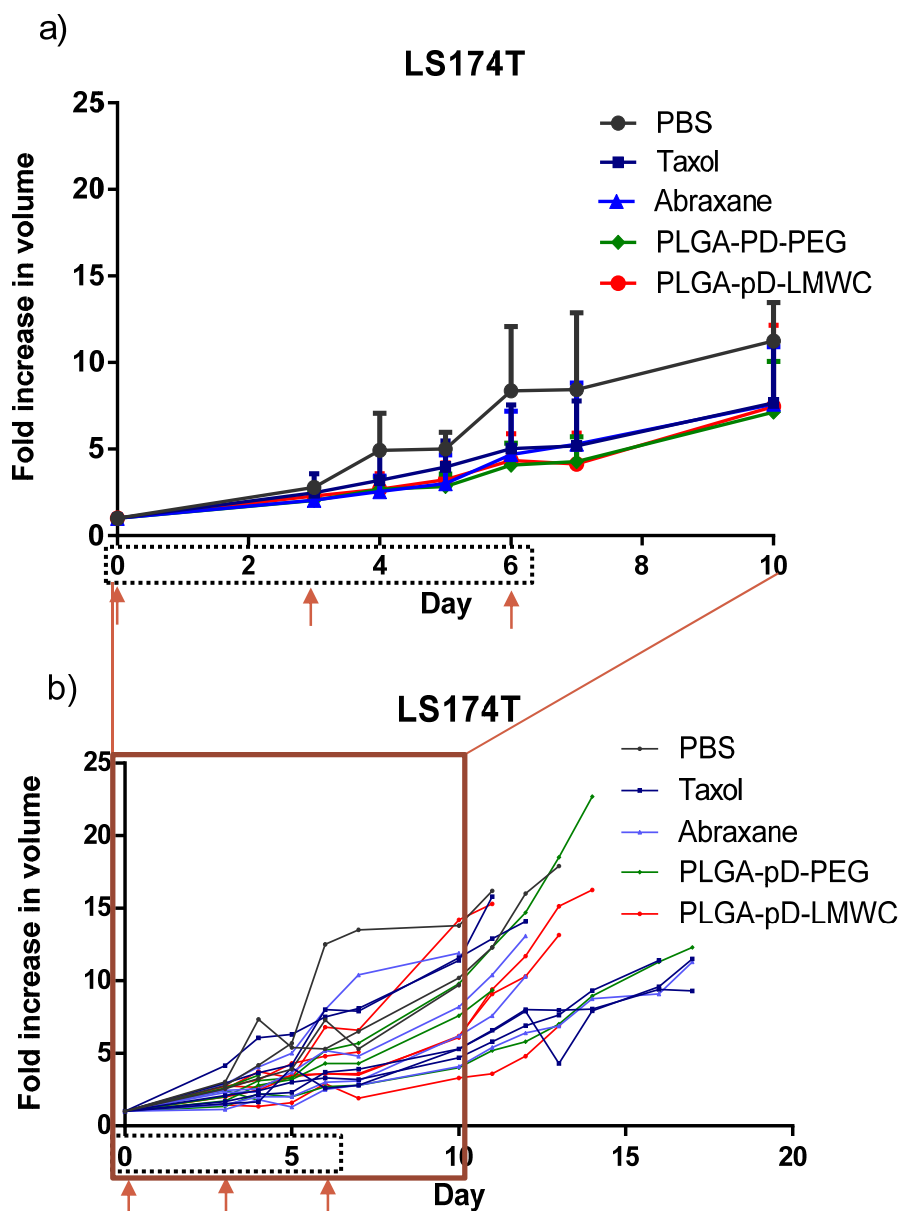 a)
LS174T
Fold increase in volume
25
20
15
10
5
0
PBS
Taxol
Abraxane
PLGA-PD-PEG
PLGA-pD-LMWC
0 2 4 6 8 10
Day
b)
LS174T
Fold increase in volume
25
20
15
10
5
0
PBS
Taxol
Abraxane
PLGA-pD-PEG
PLGA-pD-LMWC
0 5 10 15 20
Day